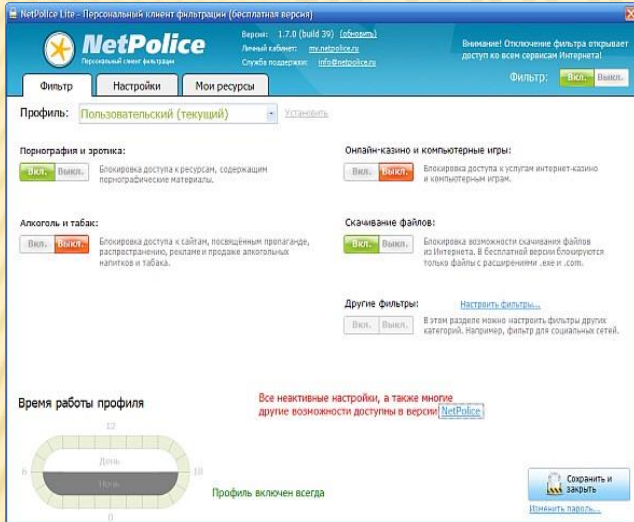 NetPolice Lite - Персональный клиент фильтрации (бесплатная версия)
NetPolice
Персональный клиент фильтрации
Версия: 1.7.0 (build 39) (обновить)
Личный кабинет: my.netpolice.ru
Служба поддержки: info@netpolice.ru
Внимание! Отключение фильтра открывает
доступ ко всем сервисам Интернета!
Фильтр: Вкл. Выкл.
Фильтр Настройки Мои ресурсы
Профиль: Пользовательский (текущий) Установить
Порнография и эротика:
Вкл. Выкл.
Блокировка доступа к ресурсам, содержащим
порнографические материалы.
Онлайн-казино и компьютерные игры:
Вкл. Выкл.
Блокировка доступа к услугам интернет-казино
и компьютерным играм.
Алкоголь и табак:
Вкл. Выкл.
Блокировка доступа к сайтам, посвящённым пропаганде,
распространению, рекламе и продаже алкогольных
напитков и табака.
Скачивание файлов:
Вкл. Выкл.
Блокировка возможности скачивания файлов
из Интернета. В бесплатной версии блокируются
только файлы с расширениями .exe и .com.
Другие фильтры: Настроить фильтры...
Вкл. Выкл.
В этом разделе можно настроить фильтры других
категорий. Например, фильтр для социальных сетей.
Время работы профиля
Все неактивные настройки, а также многие
другие возможности доступны в версии NetPolice
12
День
6 18
Ночь
0
Профиль включен всегда
Сохранить и
закрыть
Изменить пароль...